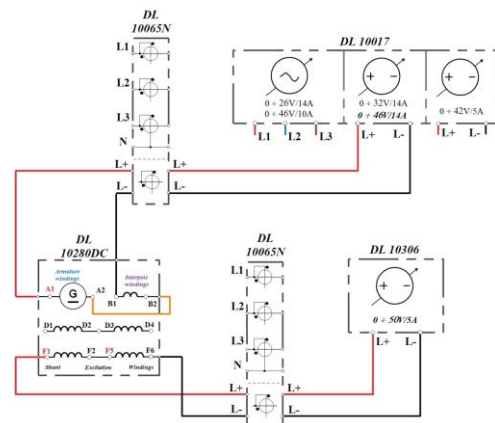 DL
10065N
L1
L2
L3
N
L+ L+
L- L-
DL 10017
0 ÷ 26V/14A
0 ÷ 46V/10A
L1 L2 L3
0 ÷ 32V/14A
0 ÷ 46V/14A
L+ L-
0 ÷ 42V/5A
L+ L-
DL
10280DC
Armature
windings
Interpole
windings
A1 G A2 B1 B2
D1 D2 D3 D4
F1 F2 F5 F6
Shunt Excitation Windings
DL
10065N
L1
L2
L3
N
L+ L+
L- L-
DL 10306
0 ÷ 50V/5A
L+ L-